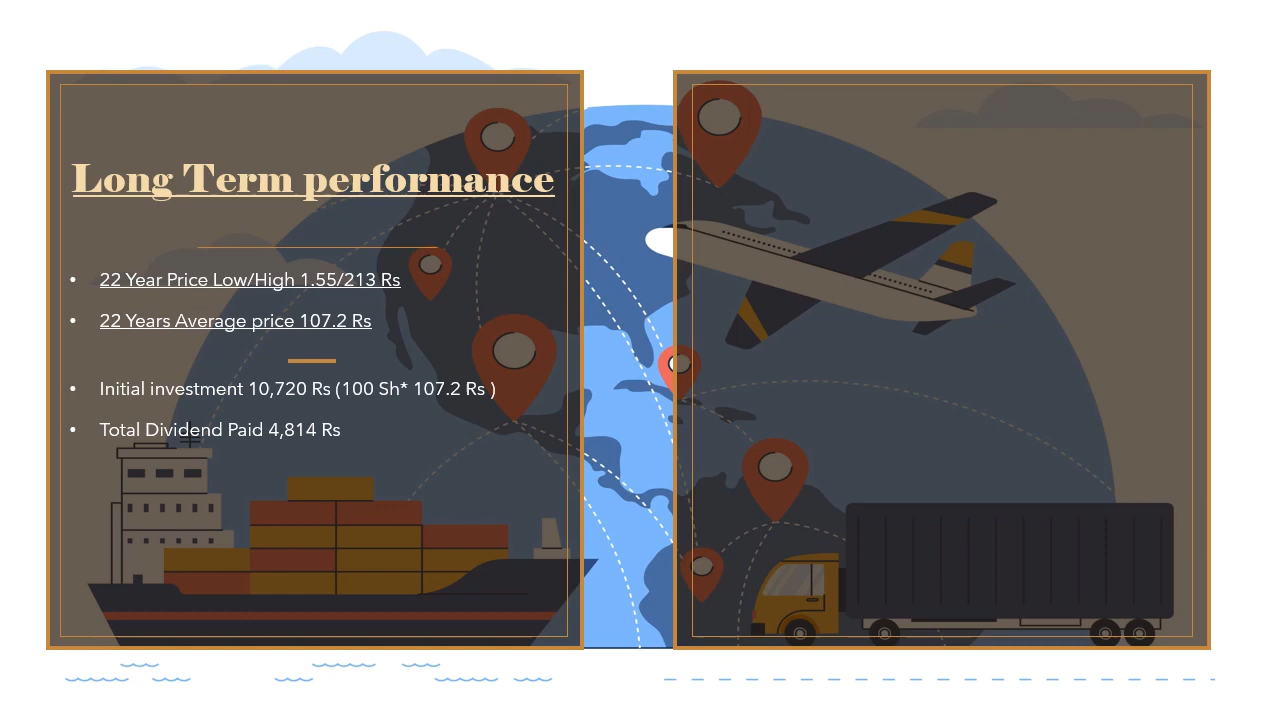 Long Term performance
• 22 Year Price Low/High 1.55/213 Rs
• 22 Years Average price 107.2 Rs
• Initial investment 10,720 Rs (100 Sh* 107.2 Rs )
• Total Dividend Paid 4,814 Rs